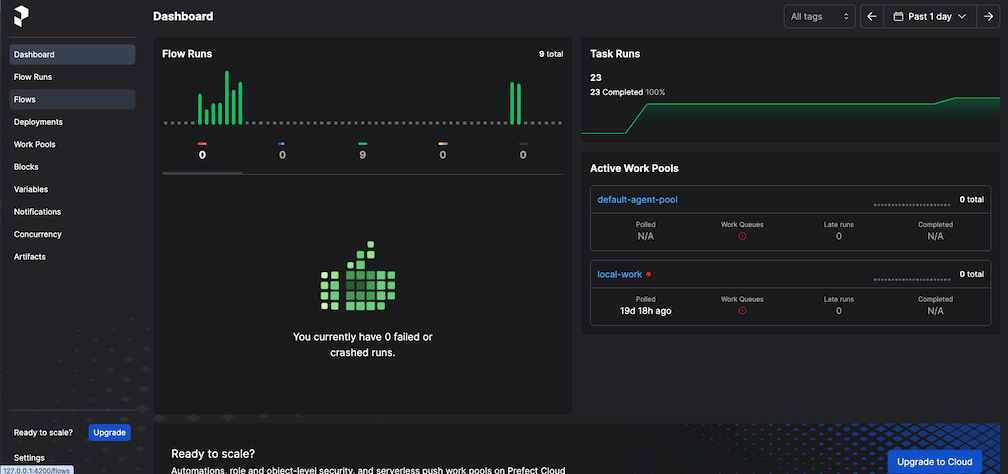 Dashboard
All tags
Past 1 day
Dashboard
Flow Runs
Flows
Deployments
Work Pools
Blocks
Variables
Notifications
Concurrency
Artifacts
Ready to scale?
Upgrade
Settings
127.0.0.1:4200/flows
Flow Runs
9 total
0 0 9 0 0
You currently have 0 failed or
crashed runs.
Task Runs
23
23 Completed 100%
Active Work Pools
default-agent-pool
0 total
Polled Work Queues Late runs Completed
N/A 0 N/A
local-work
0 total
Polled Work Queues Late runs Completed
19d 18h ago 0 N/A
Ready to scale?
Automations, role and object-level security, and serverless push work pools on Prefect Cloud
Upgrade to Cloud